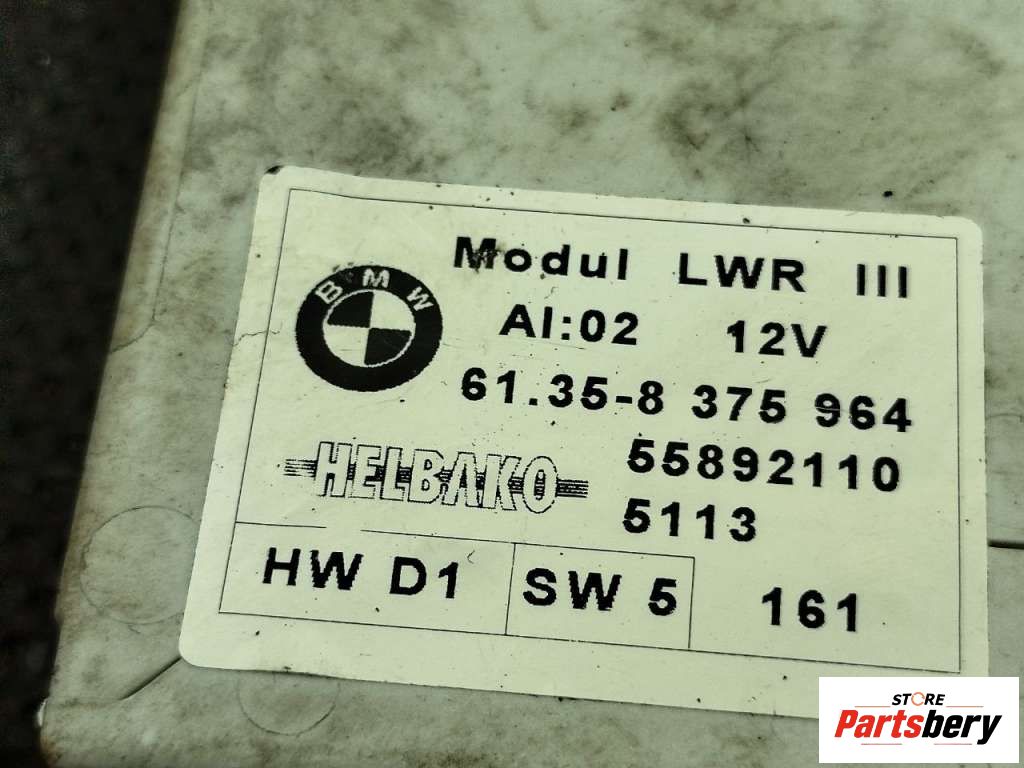 BMW
Modul LWR III
AI:02 12V
61.35-8 375 964
HELBAKO
55892110
5113
HW D1 SW 5 161
STORE
Partsbery